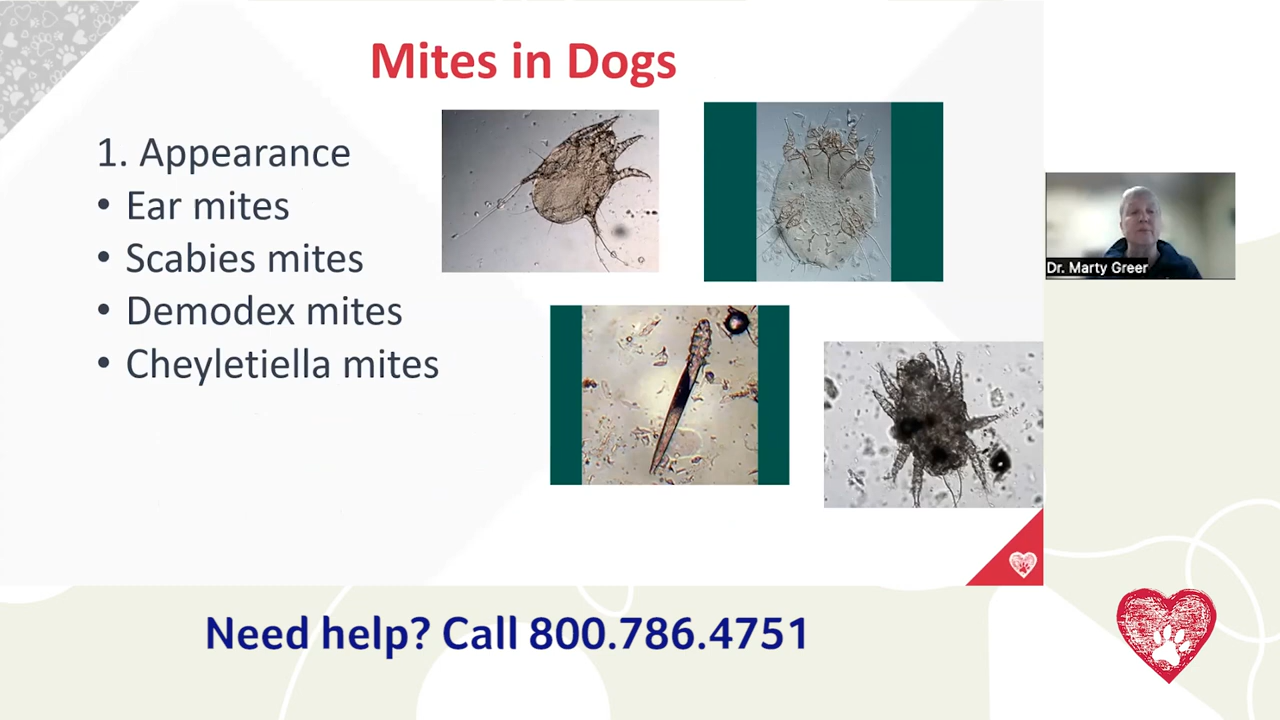 Mites in Dogs
1. Appearance
• Ear mites
• Scabies mites
• Demodex mites
• Cheyletiella mites
Dr. Marty Greer
Need help? Call 800.786.4751